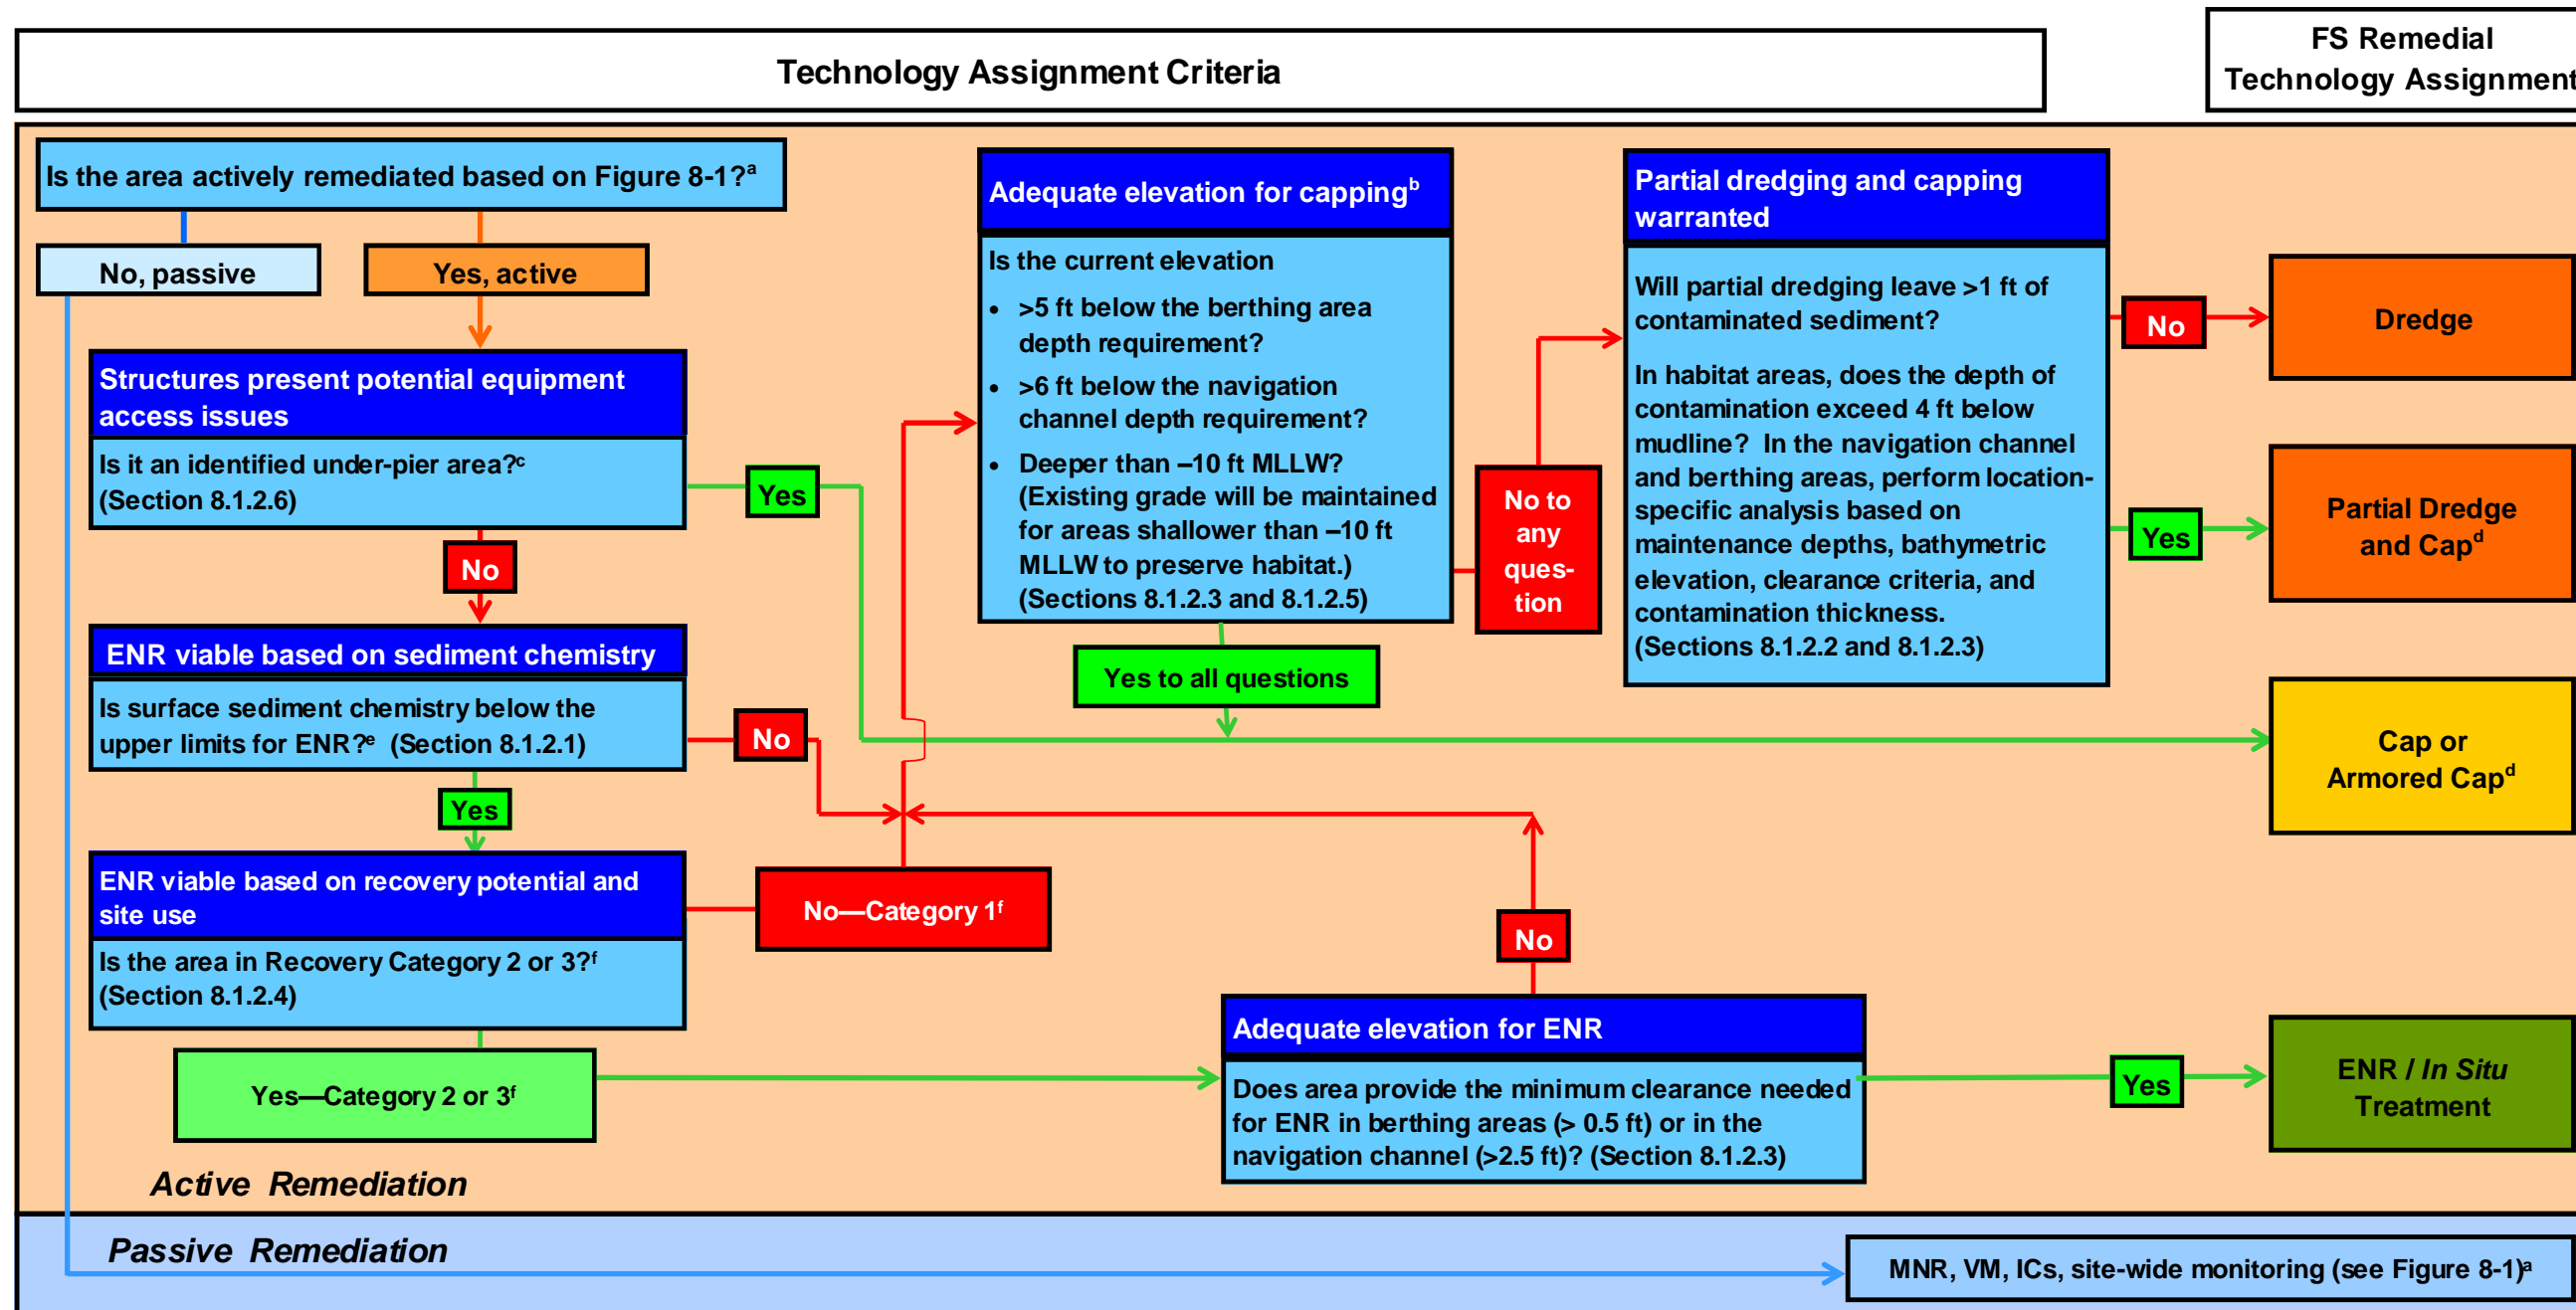 Technology Assignment Criteria
FS Remedial
Technology Assignment
Is the area actively remediated based on Figure 8-1?ᵃ
No, passive
Yes, active
Structures present potential equipment
access issues
Is it an identified under-pier area?ᶜ
(Section 8.1.2.6)
Yes
No
ENR viable based on sediment chemistry
Is surface sediment chemistry below the
upper limits for ENR?ᵉ (Section 8.1.2.1)
No
Yes
ENR viable based on recovery potential and
site use
Is the area in Recovery Category 2 or 3?ᶠ
(Section 8.1.2.4)
No—Category 1ᶠ
Yes—Category 2 or 3ᶠ
Adequate elevation for cappingᵇ
Is the current elevation
• >5 ft below the berthing area
depth requirement?
• >6 ft below the navigation
channel depth requirement?
• Deeper than –10 ft MLLW?
(Existing grade will be maintained
for areas shallower than –10 ft
MLLW to preserve habitat.)
(Sections 8.1.2.3 and 8.1.2.5)
Yes to all questions
No to
any
ques-
tion
Partial dredging and capping
warranted
Will partial dredging leave >1 ft of
contaminated sediment?
In habitat areas, does the depth of
contamination exceed 4 ft below
mudline? In the navigation channel
and berthing areas, perform location-
specific analysis based on
maintenance depths, bathymetric
elevation, clearance criteria, and
contamination thickness.
(Sections 8.1.2.2 and 8.1.2.3)
No
Dredge
Yes
Partial Dredge
and Capᵈ
Cap or
Armored Capᵈ
No
Adequate elevation for ENR
Does area provide the minimum clearance needed
for ENR in berthing areas (> 0.5 ft) or in the
navigation channel (>2.5 ft)? (Section 8.1.2.3)
Yes
ENR / In Situ
Treatment
Active Remediation
Passive Remediation
MNR, VM, ICs, site-wide monitoring (see Figure 8-1)ᵃ